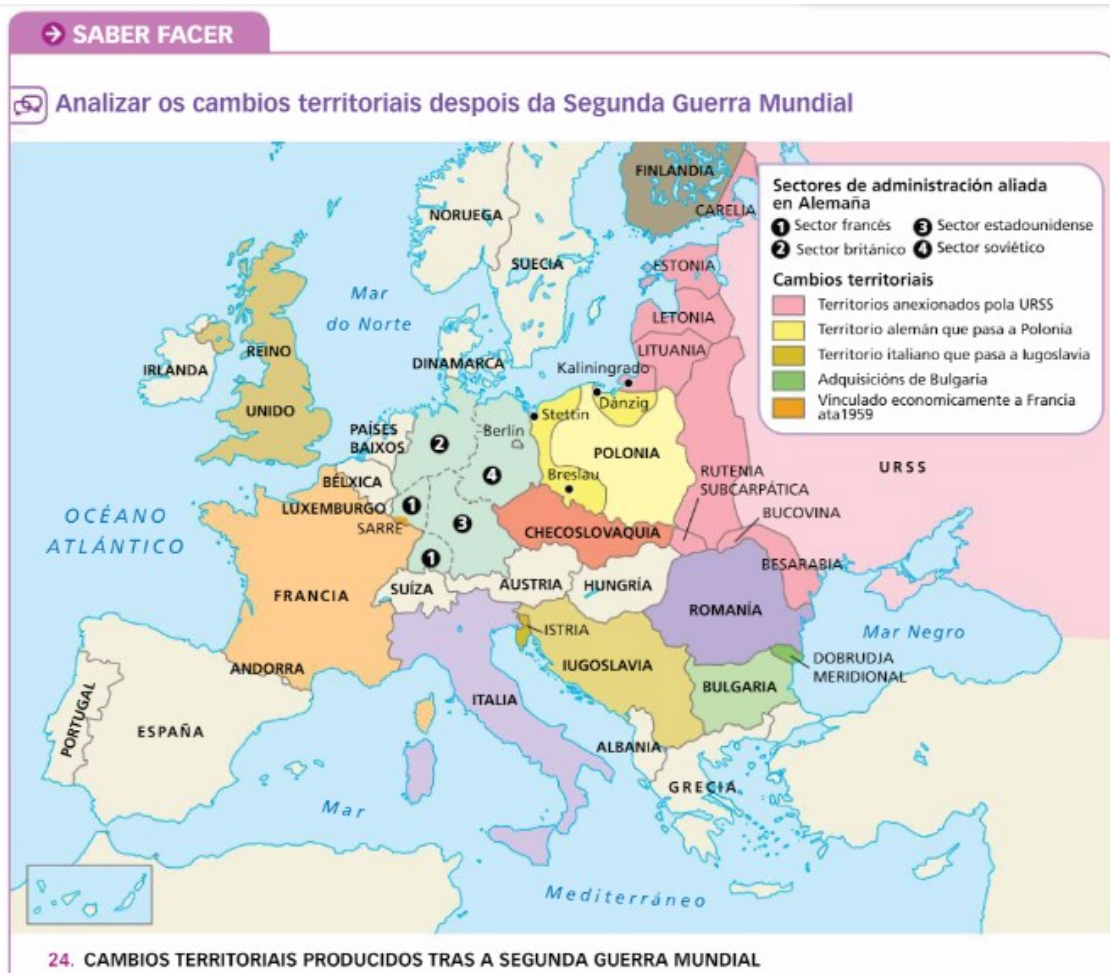 SABER FACER
Analizar os cambios territoriais despois da Segunda Guerra Mundial
Sectores de administración aliada
en Alemaña
1 Sector francés 3 Sector estadounidense
2 Sector británico 4 Sector soviético
Cambios territoriais
Territorios anexionados pola URSS
Territorio alemán que pasa a Polonia
Territorio italiano que pasa a Iugoslavia
Adquisicións de Bulgaria
Vinculado economicamente a Francia
ata1959
FINLANDIA
CARELIA
NORUEGA
SUECIA
ESTONIA
Mar
do Norte
LETONIA
LITUANIA
REINO
UNIDO
IRLANDA
DINAMARCA
Kaliningrado
Dánzig
Stettin
PAÍSES
BAIXOS
Berlín
2
4
POLONIA
URSS
BÉLXICA
Breslau
RUTENIA
SUBCARPÁTICA
LUXEMBURGO
1
SARRE
3
BUCOVINA
OCÉANO
ATLÁNTICO
CHECOSLOVAQUIA
1
BESARABIA
FRANCIA
SUÍZA
AUSTRIA
HUNGRÍA
ROMANÍA
ISTRIA
Mar Negro
IUGOSLAVIA
DOBRUDJA
MERIDIONAL
ANDORRA
BULGARIA
ITALIA
PORTUGAL
ESPAÑA
ALBANIA
GRECIA
Mar
Mediterráneo
24. CAMBIOS TERRITORIAIS PRODUCIDOS TRAS A SEGUNDA GUERRA MUNDIAL